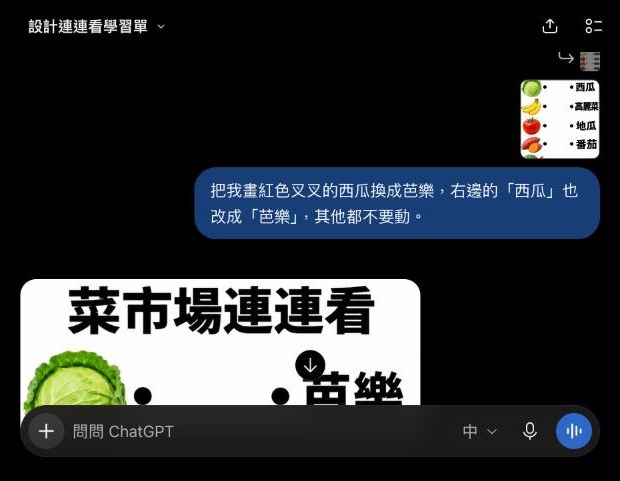 設計連連看學習單
西瓜
高麗菜
地瓜
番茄
把我畫紅色叉叉的西瓜換成芭樂，右邊的「西瓜」也
改成「芭樂」，其他都不要動。
菜市場連連看
芭樂
問問 ChatGPT
中